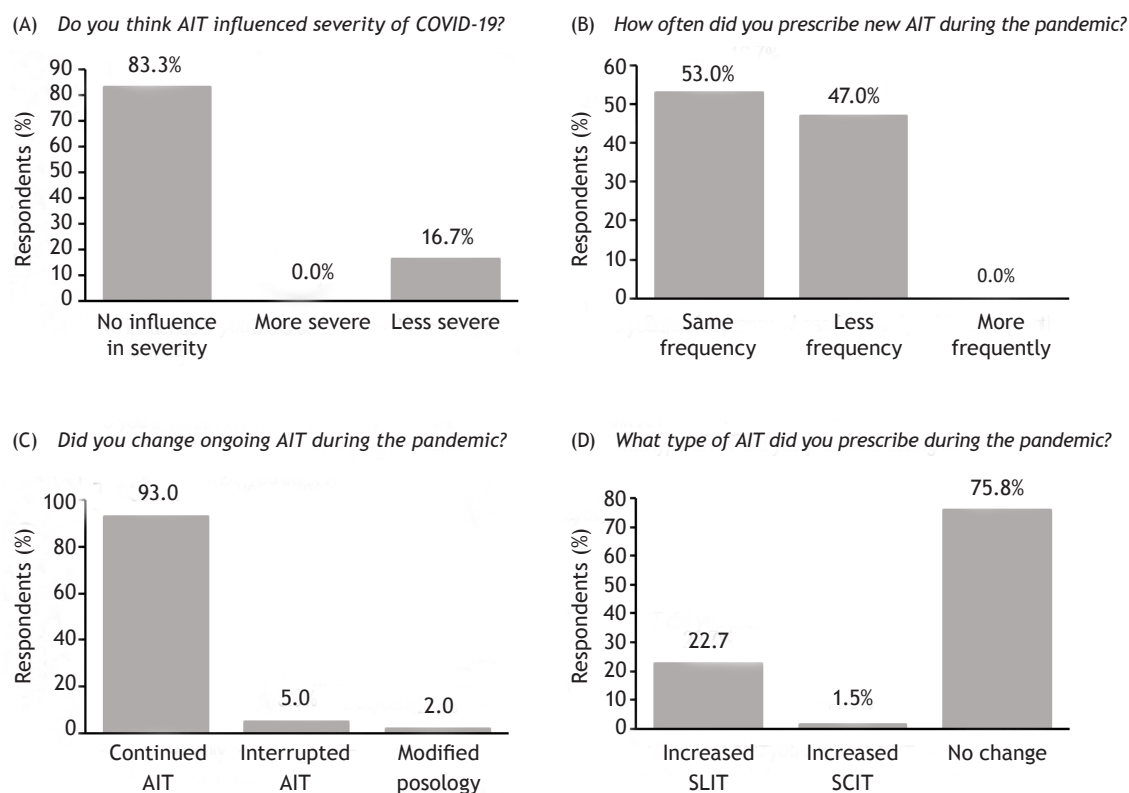 (A) Do you think AIT influenced severity of COVID-19?
Respondents (%)
90
80
70
60
50
40
30
20
10
0
83.3%
0.0%
16.7%
No influence
in severity
More severe
Less severe
(B) How often did you prescribe new AIT during the pandemic?
Respondents (%)
60
50
40
30
20
10
0
53.0%
47.0%
0.0%
Same
frequency
Less
frequency
More
frequently
(C) Did you change ongoing AIT during the pandemic?
Respondents (%)
100
80
60
40
20
0
93.0
5.0
2.0
Continued
AIT
Interrupted
AIT
Modified
posology
(D) What type of AIT did you prescribe during the pandemic?
Respondents (%)
80
70
60
50
40
30
20
10
0
22.7
1.5%
75.8%
Increased
SLIT
Increased
SCIT
No change